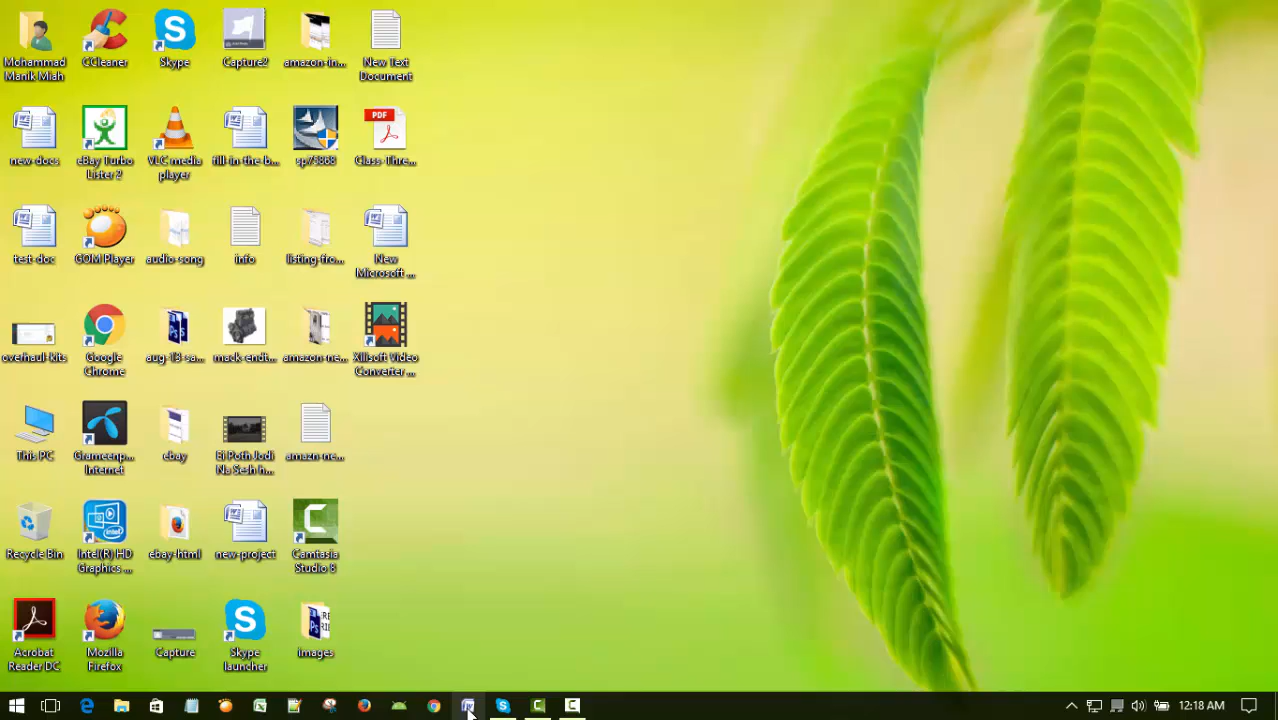 Mohammad
Manik Miah
CCleaner
Skype
Capture2
amazon-in...
New Text
Document
new-docs
eBay Turbo
Lister 2
VLC media
player
fill-in-the-b...
sp75868
PDF
Class-Thre...
test-doc
GOM Player
audio-song
info
listing-fro...
New
Microsoft ...
overhaul-kits
Google
Chrome
aug-13-sa...
mack-endt...
amazon-ne...
Xilisoft Video
Converter ...
This PC
Grameenp...
Internet
ebay
Ei Poth Jodi
Na Sesh h...
amazn-ne...
Recycle Bin
Intel(R) HD
Graphics ...
ebay-html
new-project
Camtasia
Studio 8
Acrobat
Reader DC
Mozilla
Firefox
Capture
Skype
launcher
images
12:18 AM